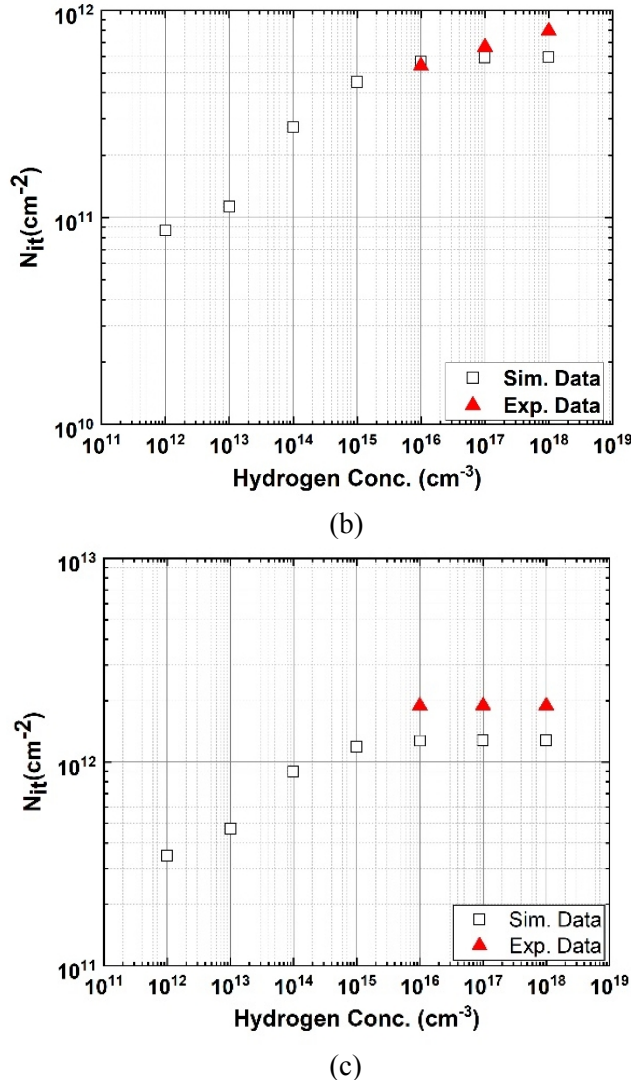 10^12
10^11
10^10
N_it(cm^-2)
Sim. Data
Exp. Data
10^11 10^12 10^13 10^14 10^15 10^16 10^17 10^18 10^19
Hydrogen Conc. (cm^-3)
(b)
10^13
10^12
10^11
N_it(cm^-2)
Sim. Data
Exp. Data
10^11 10^12 10^13 10^14 10^15 10^16 10^17 10^18 10^19
Hydrogen Conc. (cm^-3)
(c)